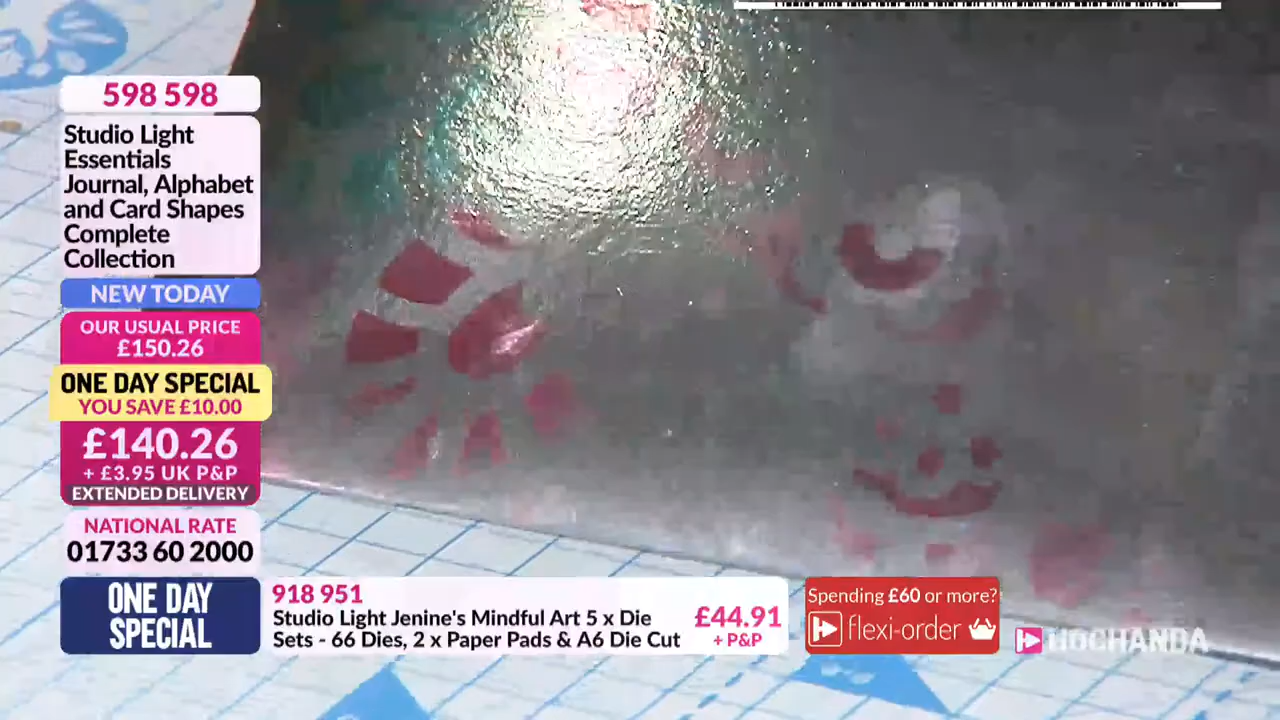 598 598
Studio Light
Essentials
Journal, Alphabet
and Card Shapes
Complete
Collection
NEW TODAY
OUR USUAL PRICE
£150.26
ONE DAY SPECIAL
YOU SAVE £10.00
£140.26
+ £3.95 UK P&P
EXTENDED DELIVERY
NATIONAL RATE
01733 60 2000
ONE DAY
SPECIAL
918 951
Studio Light Jenine's Mindful Art 5 x Die
Sets - 66 Dies, 2 x Paper Pads & A6 Die Cut
£44.91
+ P&P
Spending £60 or more?
flexi-order
HOCHANDA